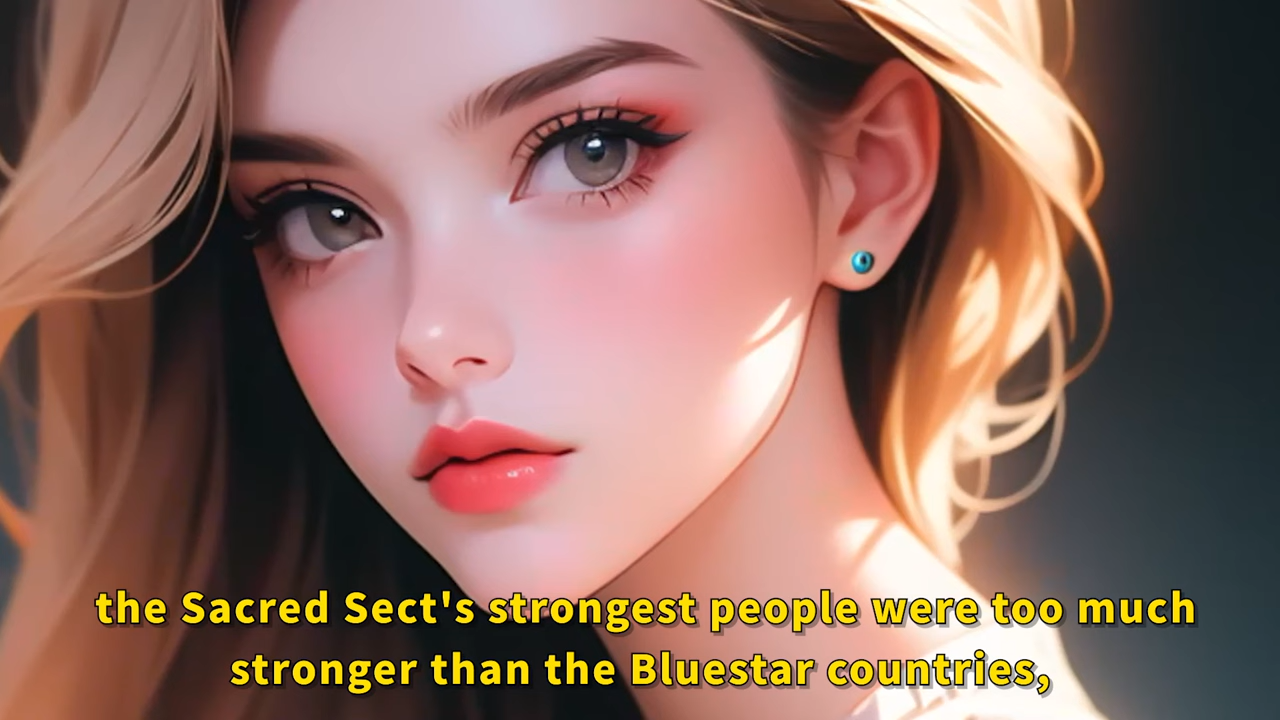 the Sacred Sect's strongest people were too much
stronger than the Bluestar countries,